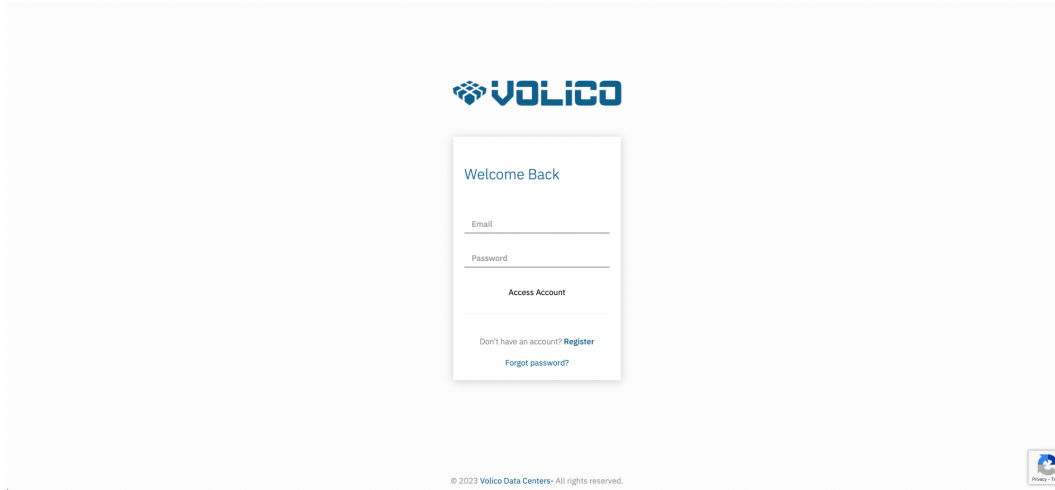 VOLICO
Welcome Back
Email
Password
Access Account
Don't have an account? Register
Forgot password?
© 2023 Volico Data Centers- All rights reserved.
Privacy - T